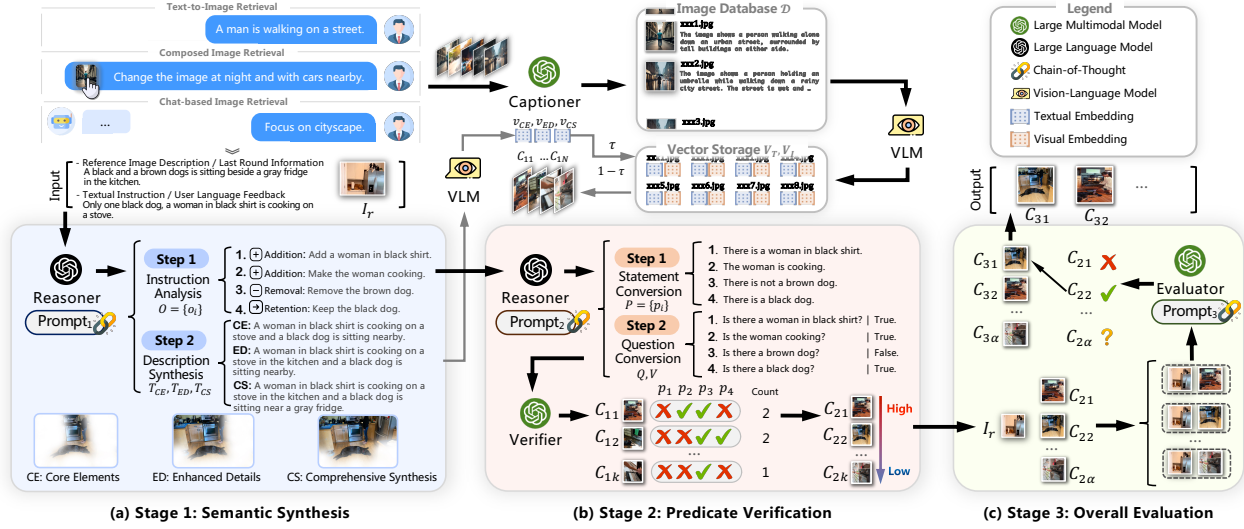 Text-to-Image Retrieval
A man is walking on a street.
Composed Image Retrieval
Change the image at night and with cars nearby.
Chat-based Image Retrieval
...
Focus on cityscape.
Input
- Reference Image Description / Last Round Information
A black and a brown dogs is sitting beside a gray fridge
in the kitchen.
- Textual Instruction / User Language Feedback
Only one black dog, a woman in black shirt is cooking on
a stove.
I_r
Captioner
Image Database D
xxx1.jpg
The image shows a person walking alone
down an urban street, surrounded by
tall buildings on either side.
xxx2.jpg
The image shows a person holding an
umbrella while walking down a rainy
city street. The street is wet and …
xxx3.jpg
VLM
v_CE, v_ED, v_CS
C_11 … C_1N
τ
1 − τ
Vector Storage V_T, V_I
xxx5.jpg xxx6.jpg xxx7.jpg xxx8.jpg
VLM
Legend
Large Multimodal Model
Large Language Model
Chain-of-Thought
Vision-Language Model
Textual Embedding
Visual Embedding
Output
C_31 C_32 ...
Reasoner
Prompt_1
Step 1
Instruction
Analysis
O = {o_i}
1. + Addition: Add a woman in black shirt.
2. + Addition: Make the woman cooking.
3. − Removal: Remove the brown dog.
4. → Retention: Keep the black dog.
Step 2
Description
Synthesis
T_CE, T_ED, T_CS
CE: A woman in black shirt is cooking on a
stove and a black dog is sitting nearby.
ED: A woman in black shirt is cooking on a
stove in the kitchen and a black dog is
sitting nearby.
CS: A woman in black shirt is cooking on a
stove in the kitchen and a black dog is
sitting near a gray fridge.
CE: Core Elements
ED: Enhanced Details
CS: Comprehensive Synthesis
(a) Stage 1: Semantic Synthesis
Reasoner
Prompt_2
Step 1
Statement
Conversion
P = {p_i}
1. There is a woman in black shirt.
2. The woman is cooking.
3. There is not a brown dog.
4. There is a black dog.
Step 2
Question
Conversion
Q, V
1. Is there a woman in black shirt? | True.
2. Is the woman cooking? | True.
3. Is there a brown dog? | False.
4. Is there a black dog? | True.
Verifier
p_1 p_2 p_3 p_4 Count
C_11 2
C_12 2
...
C_1k 1
C_21
C_22
...
C_2k
High
Low
(b) Stage 2: Predicate Verification
C_31
C_32
...
C_3α
C_21
C_22
...
C_2α
Evaluator
Prompt_3
I_r
C_21
C_22
...
C_2α
...
(c) Stage 3: Overall Evaluation